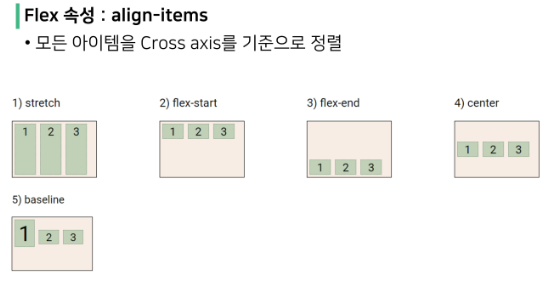 Flex 속성 : align-items
• 모든 아이템을 Cross axis를 기준으로 정렬
1) stretch 2) flex-start 3) flex-end 4) center
1 2 3
1 2 3
1 2 3
1 2 3
5) baseline
1 2 3